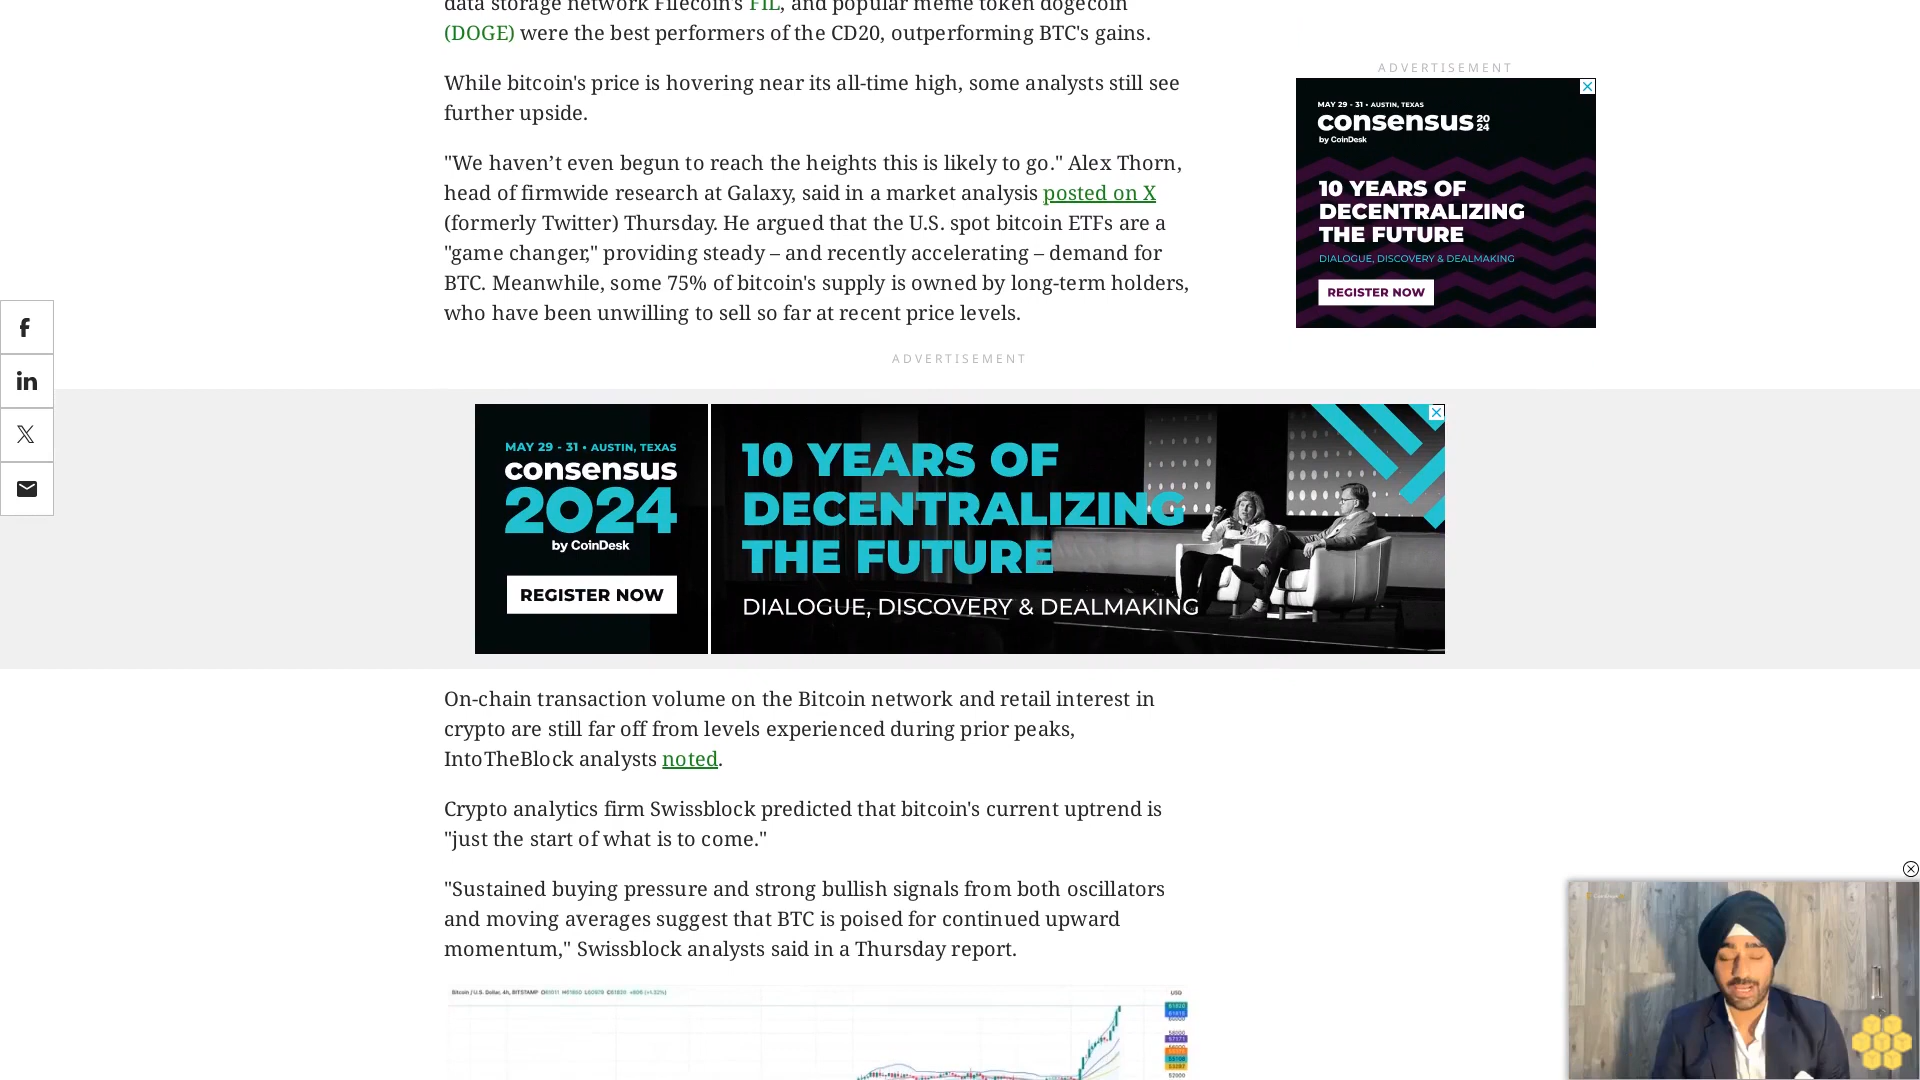 data storage network Filecoin's FIL, and popular meme token dogecoin
(DOGE) were the best performers of the CD20, outperforming BTC's gains.
While bitcoin's price is hovering near its all-time high, some analysts still see
further upside.
"We haven’t even begun to reach the heights this is likely to go." Alex Thorn,
head of firmwide research at Galaxy, said in a market analysis posted on X
(formerly Twitter) Thursday. He argued that the U.S. spot bitcoin ETFs are a
"game changer," providing steady – and recently accelerating – demand for
BTC. Meanwhile, some 75% of bitcoin's supply is owned by long-term holders,
who have been unwilling to sell so far at recent price levels.
ADVERTISEMENT
MAY 29 - 31 • AUSTIN, TEXAS
consensus 20
24
by CoinDesk
10 YEARS OF
DECENTRALIZING
THE FUTURE
DIALOGUE, DISCOVERY & DEALMAKING
REGISTER NOW
ADVERTISEMENT
MAY 29 - 31 • AUSTIN, TEXAS
consensus
2024
by CoinDesk
REGISTER NOW
10 YEARS OF
DECENTRALIZING
THE FUTURE
DIALOGUE, DISCOVERY & DEALMAKING
On-chain transaction volume on the Bitcoin network and retail interest in
crypto are still far off from levels experienced during prior peaks,
IntoTheBlock analysts noted.
Crypto analytics firm Swissblock predicted that bitcoin's current uptrend is
"just the start of what is to come."
"Sustained buying pressure and strong bullish signals from both oscillators
and moving averages suggest that BTC is poised for continued upward
momentum," Swissblock analysts said in a Thursday report.
Bitcoin / U.S. Dollar, 4h, BITSTAMP
USD
58000
57171
52000